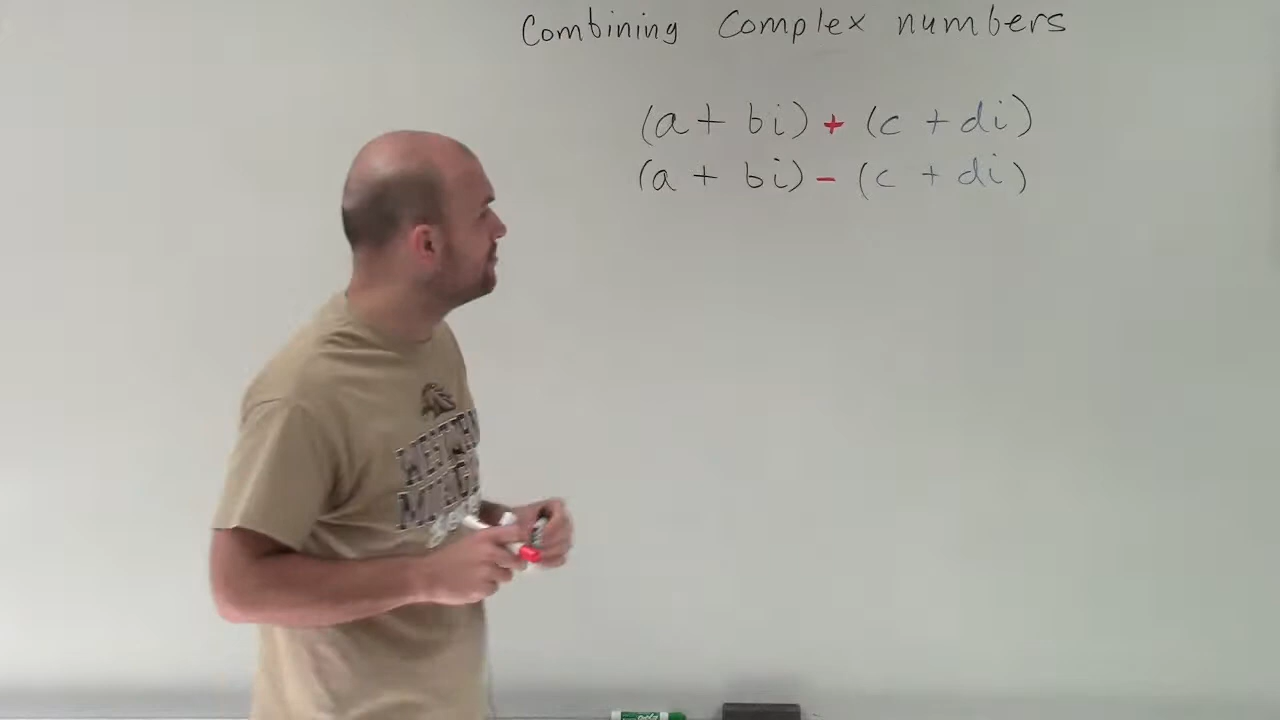 Combining Complex numbers
(a + bi) + (c + di)
(a + bi) - (c + di)